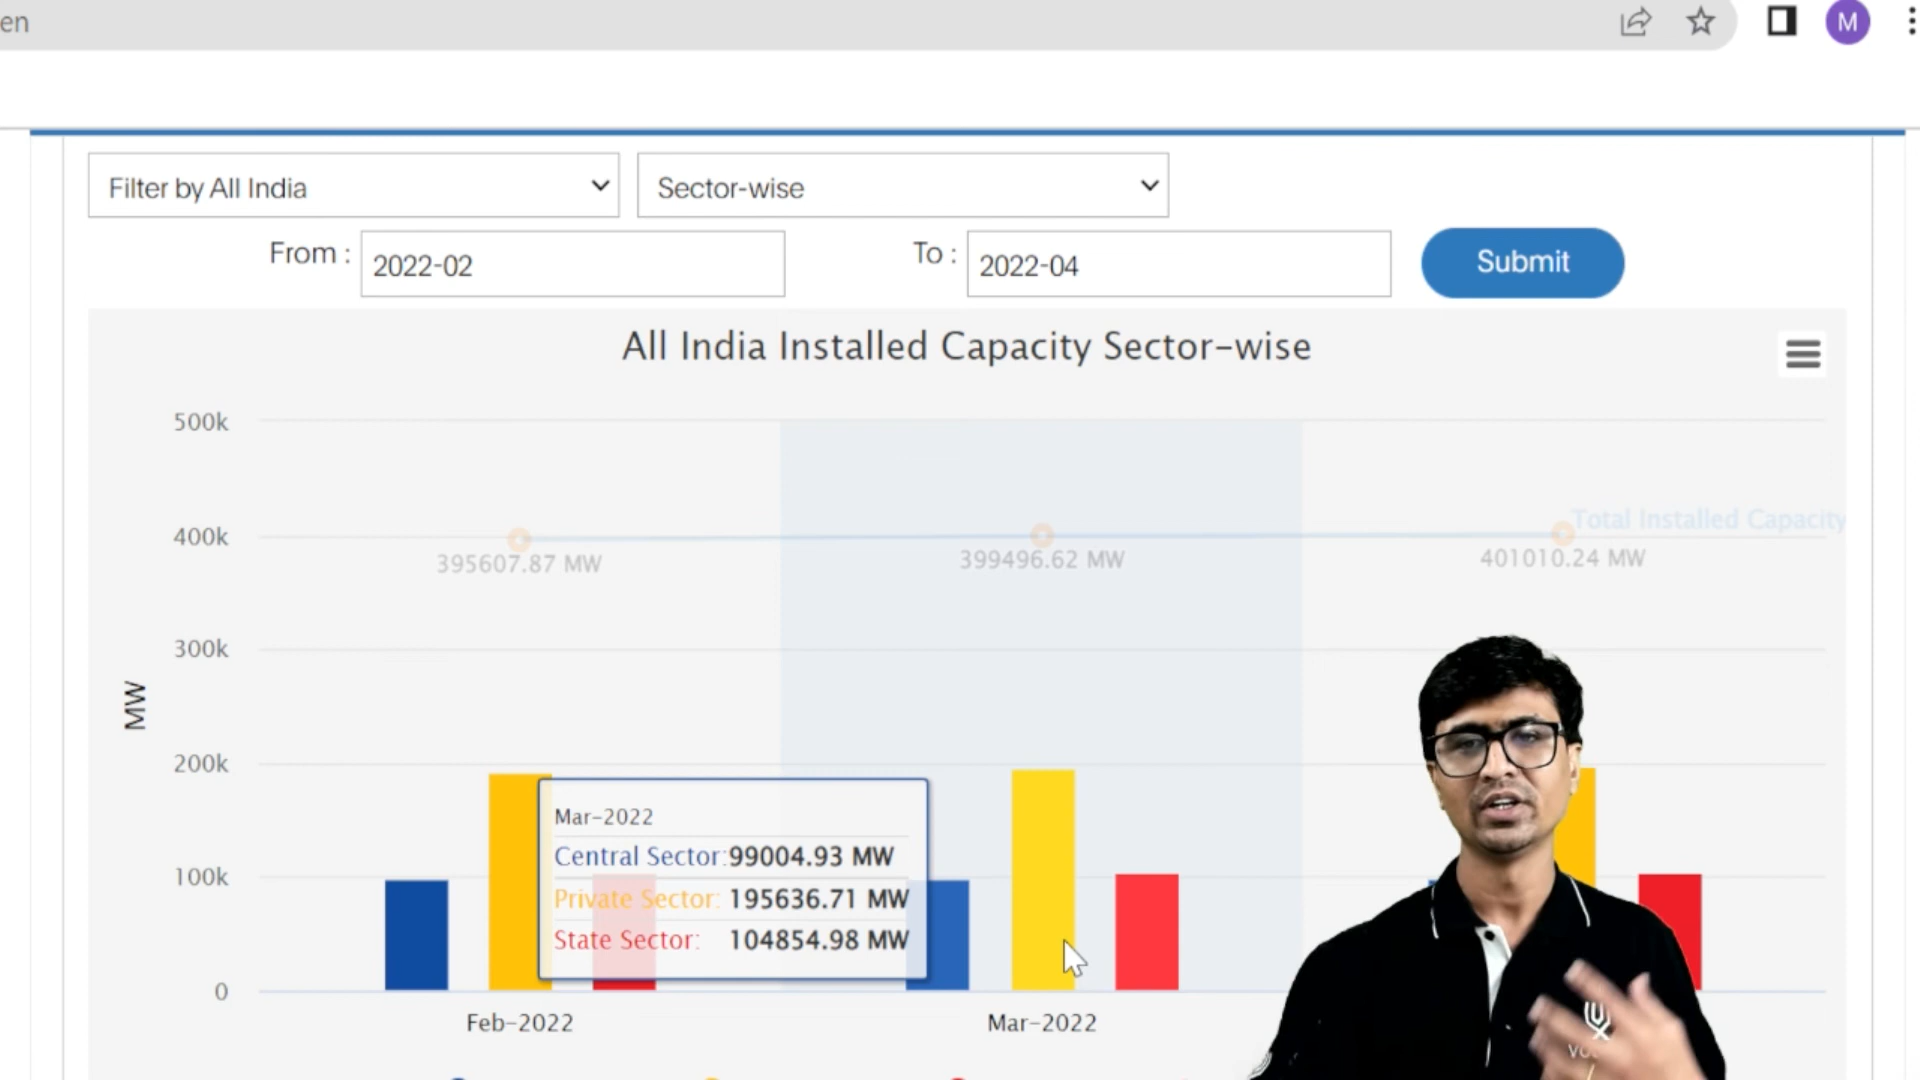 en
M
Filter by All India
Sector-wise
From :
2022-02
To :
2022-04
Submit
All India Installed Capacity Sector-wise
500k
400k
300k
200k
100k
0
MW
Total Installed Capacity
395607.87 MW
399496.62 MW
401010.24 MW
Mar-2022
Central Sector: 99004.93 MW
Private Sector: 195636.71 MW
State Sector: 104854.98 MW
Feb-2022
Mar-2022